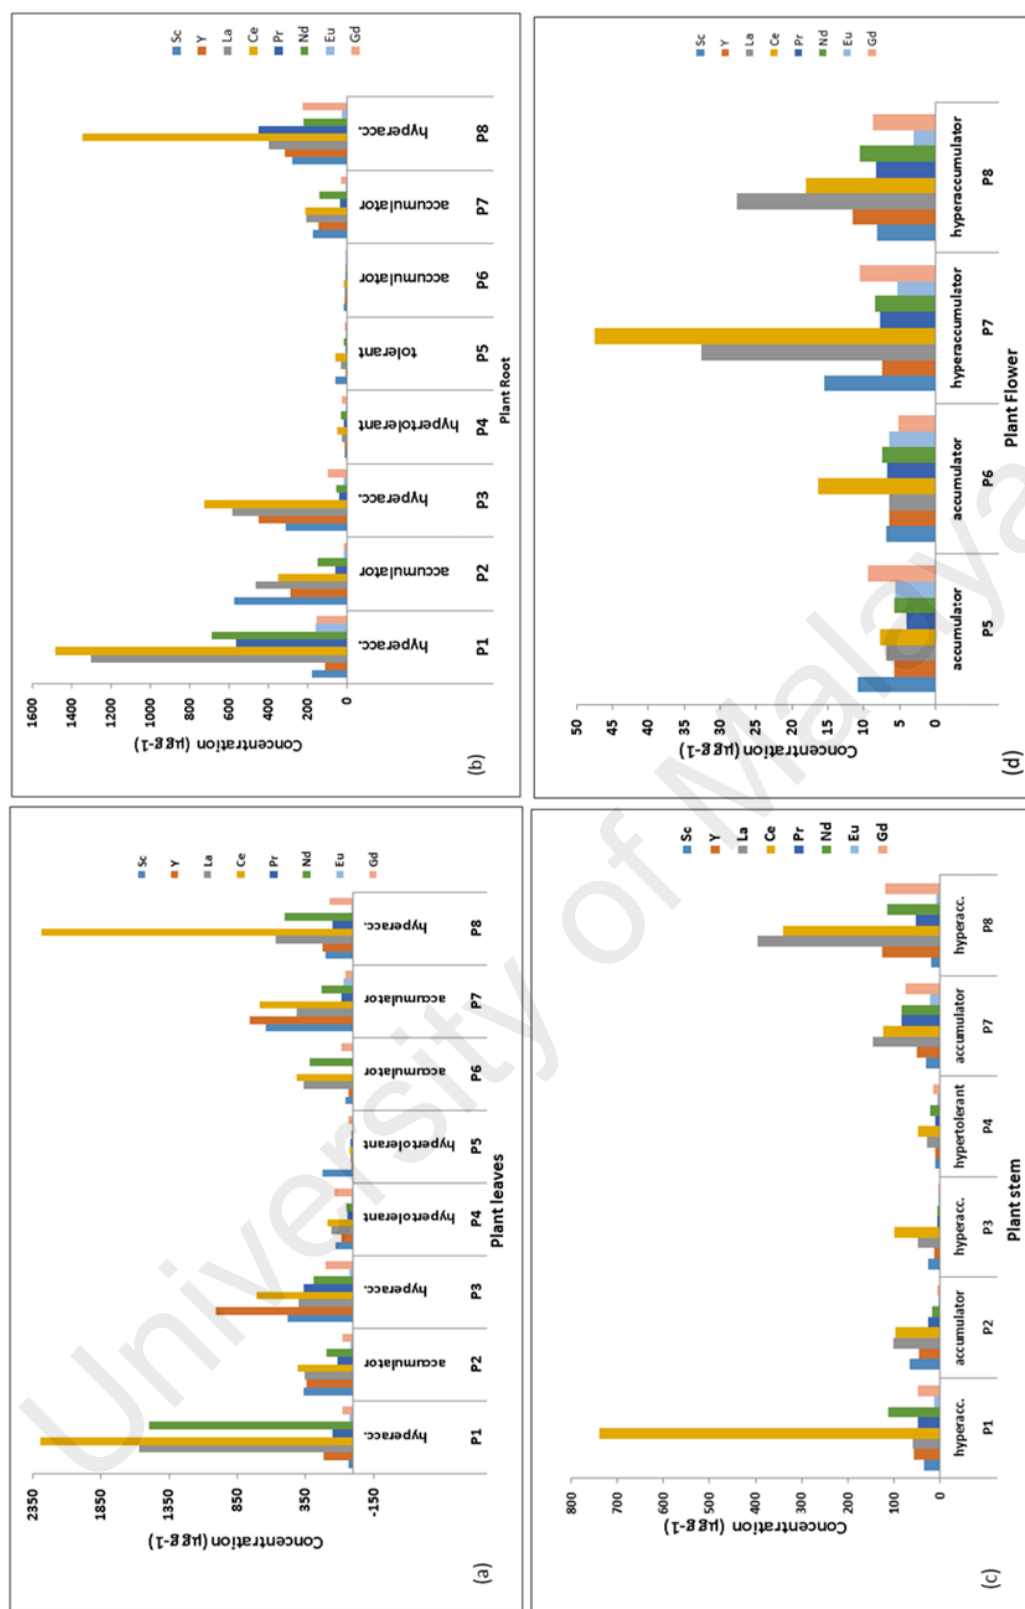 2350
1850
1350
850
350
-150
Concentration (µg g-1)
hyperacc.
accumulator
hyperacc.
hypertolerant
hypertolerant
accumulator
accumulator
hyperacc.
P1
P2
P3
P4
P5
P6
P7
P8
Plant leaves
(a)
Sc
Y
La
Ce
Pr
Nd
Eu
Gd
1600
1400
1200
1000
800
600
400
200
0
Concentration (µg g-1)
hyperacc.
accumulator
hyperacc.
hypertolerant
tolerant
accumulator
accumulator
hyperacc.
P1
P2
P3
P4
P5
P6
P7
P8
Plant Root
(b)
Sc
Y
La
Ce
Pr
Nd
Eu
Gd
800
700
600
500
400
300
200
100
0
Concentration (µg g-1)
hyperacc.
accumulator
hyperacc.
hypertolerant
accumulator
hyperacc.
P1
P2
P3
P4
P7
P8
Plant stem
(c)
Sc
Y
La
Ce
Pr
Nd
Eu
Gd
50
45
40
35
30
25
20
15
10
5
0
Concentration (µg g-1)
accumulator
accumulator
hyperaccumulator
hyperaccumulator
P5
P6
P7
P8
Plant Flower
(d)
Sc
Y
La
Ce
Pr
Nd
Eu
Gd
University of Malaya